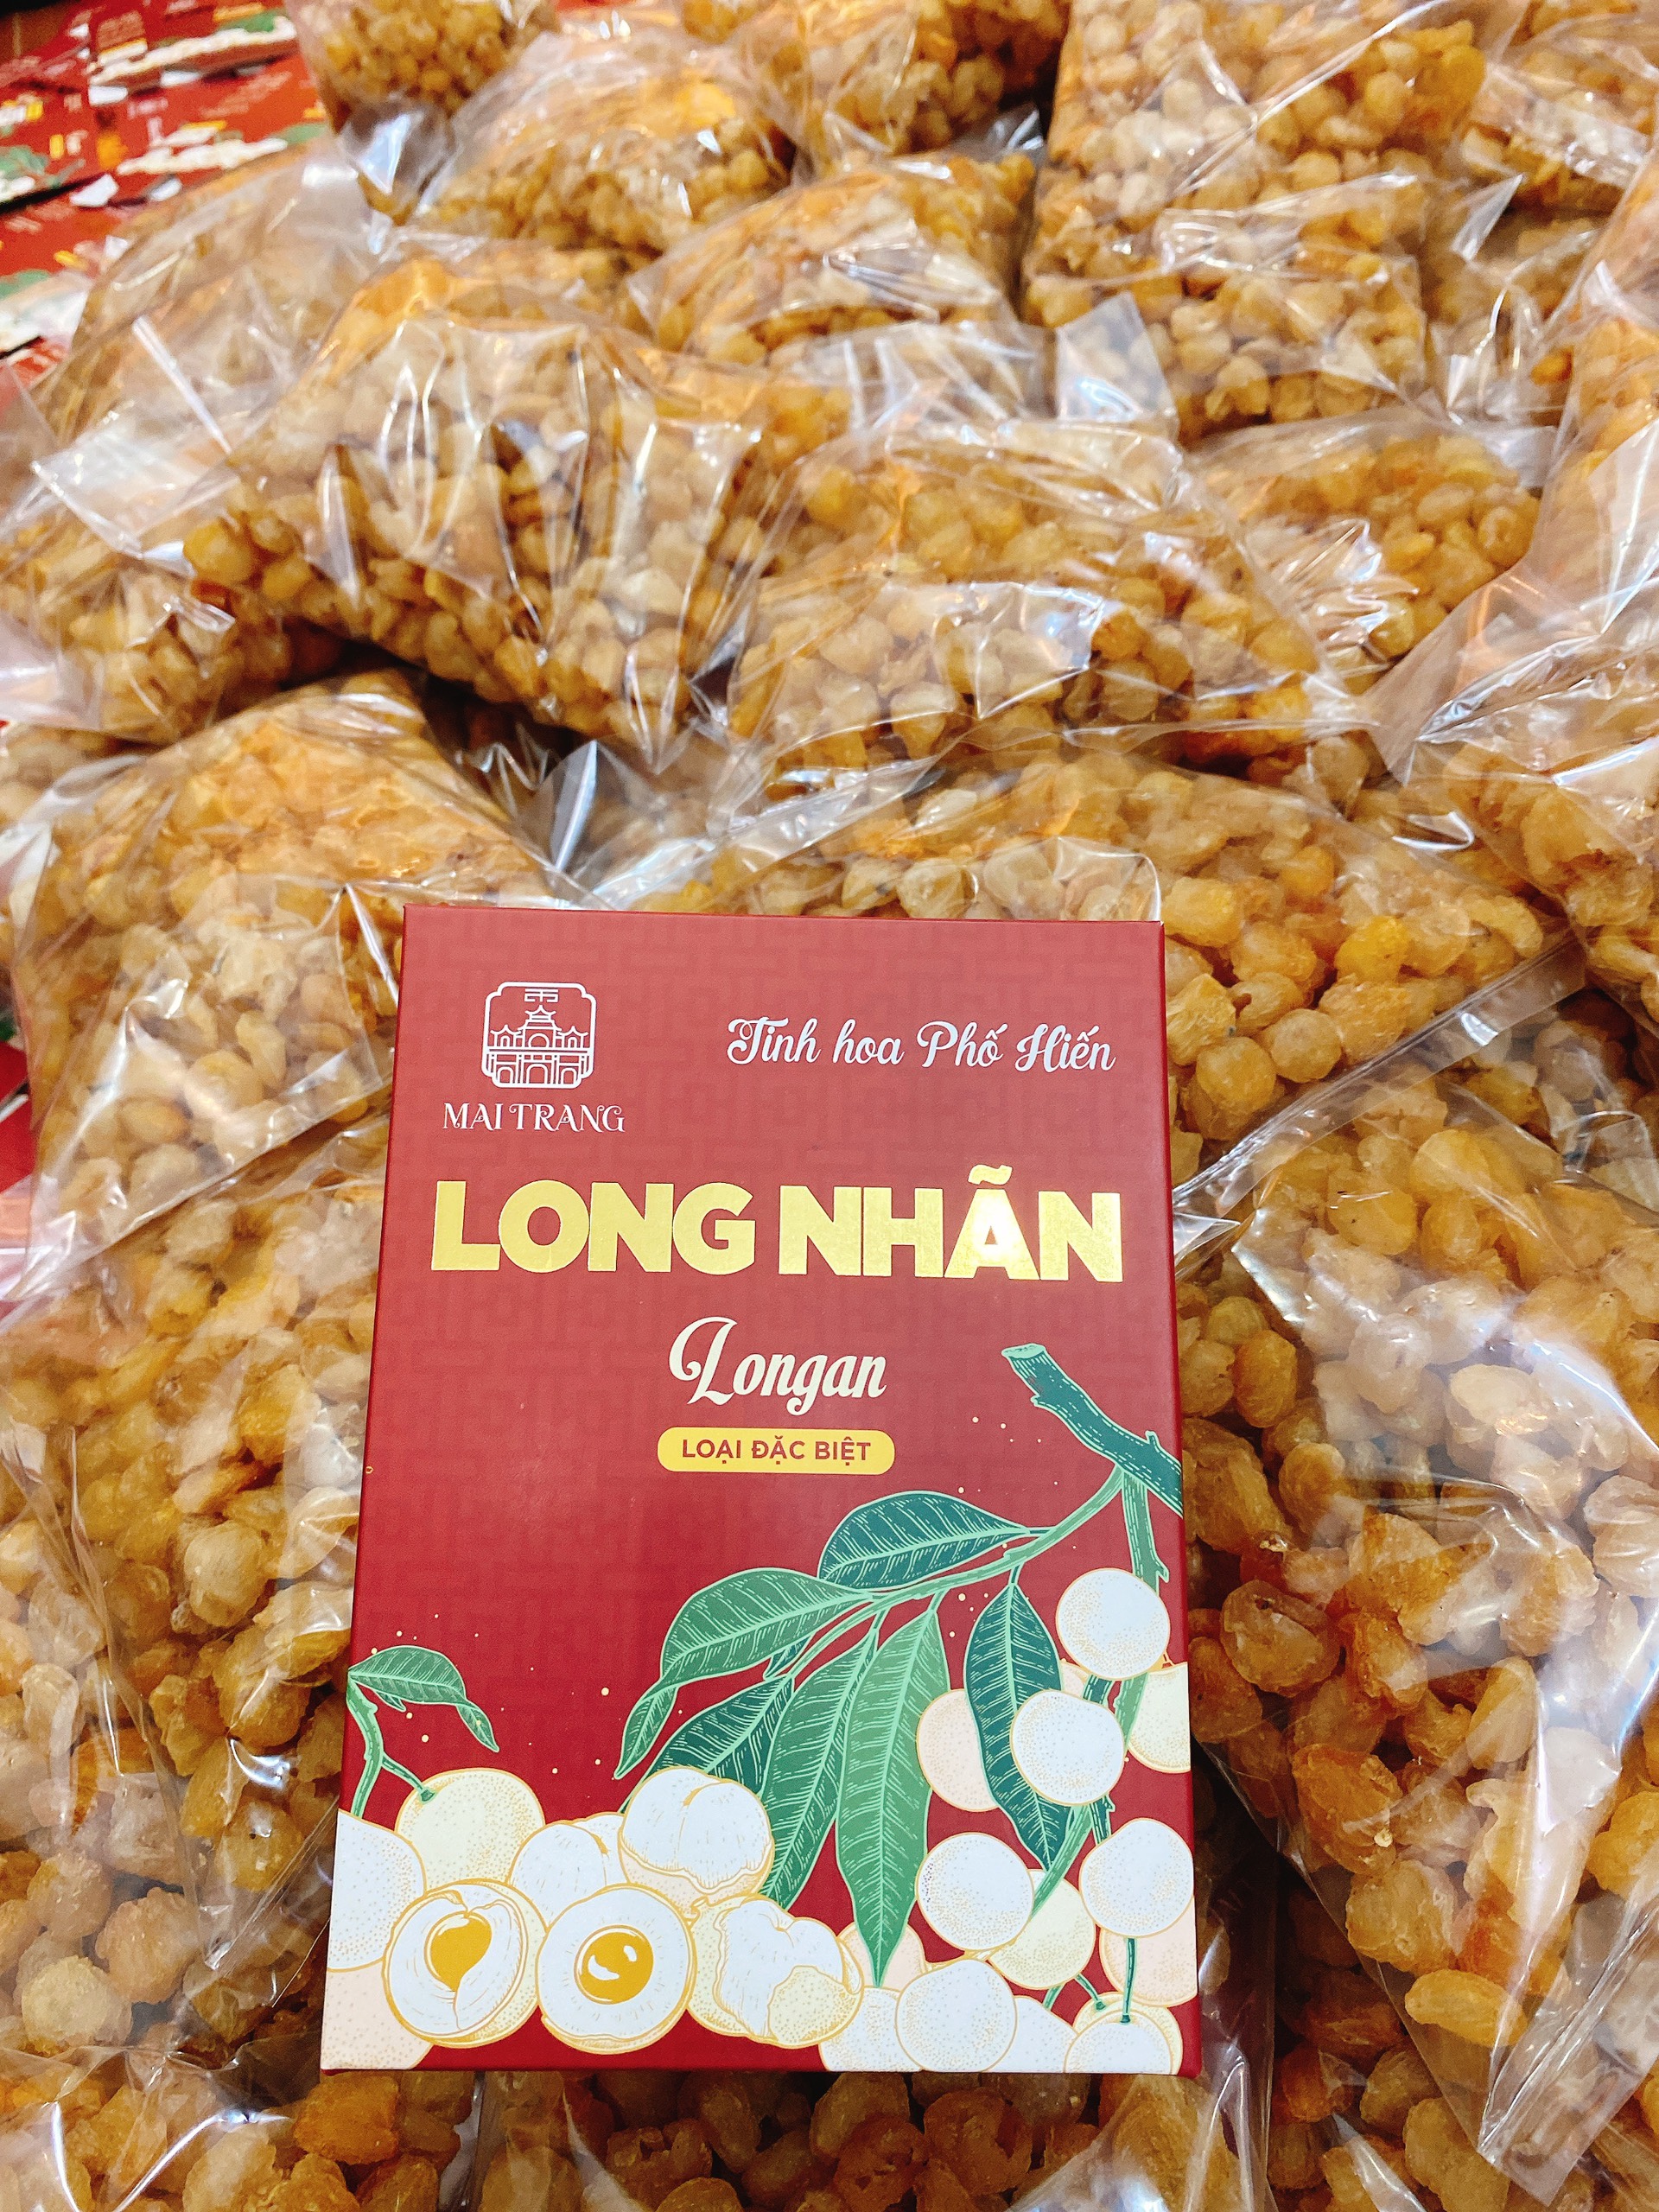 MAI TRANG
Tinh hoa Phố Hiến
LONG NHÃN
Longan
LOẠI ĐẶC BIỆT